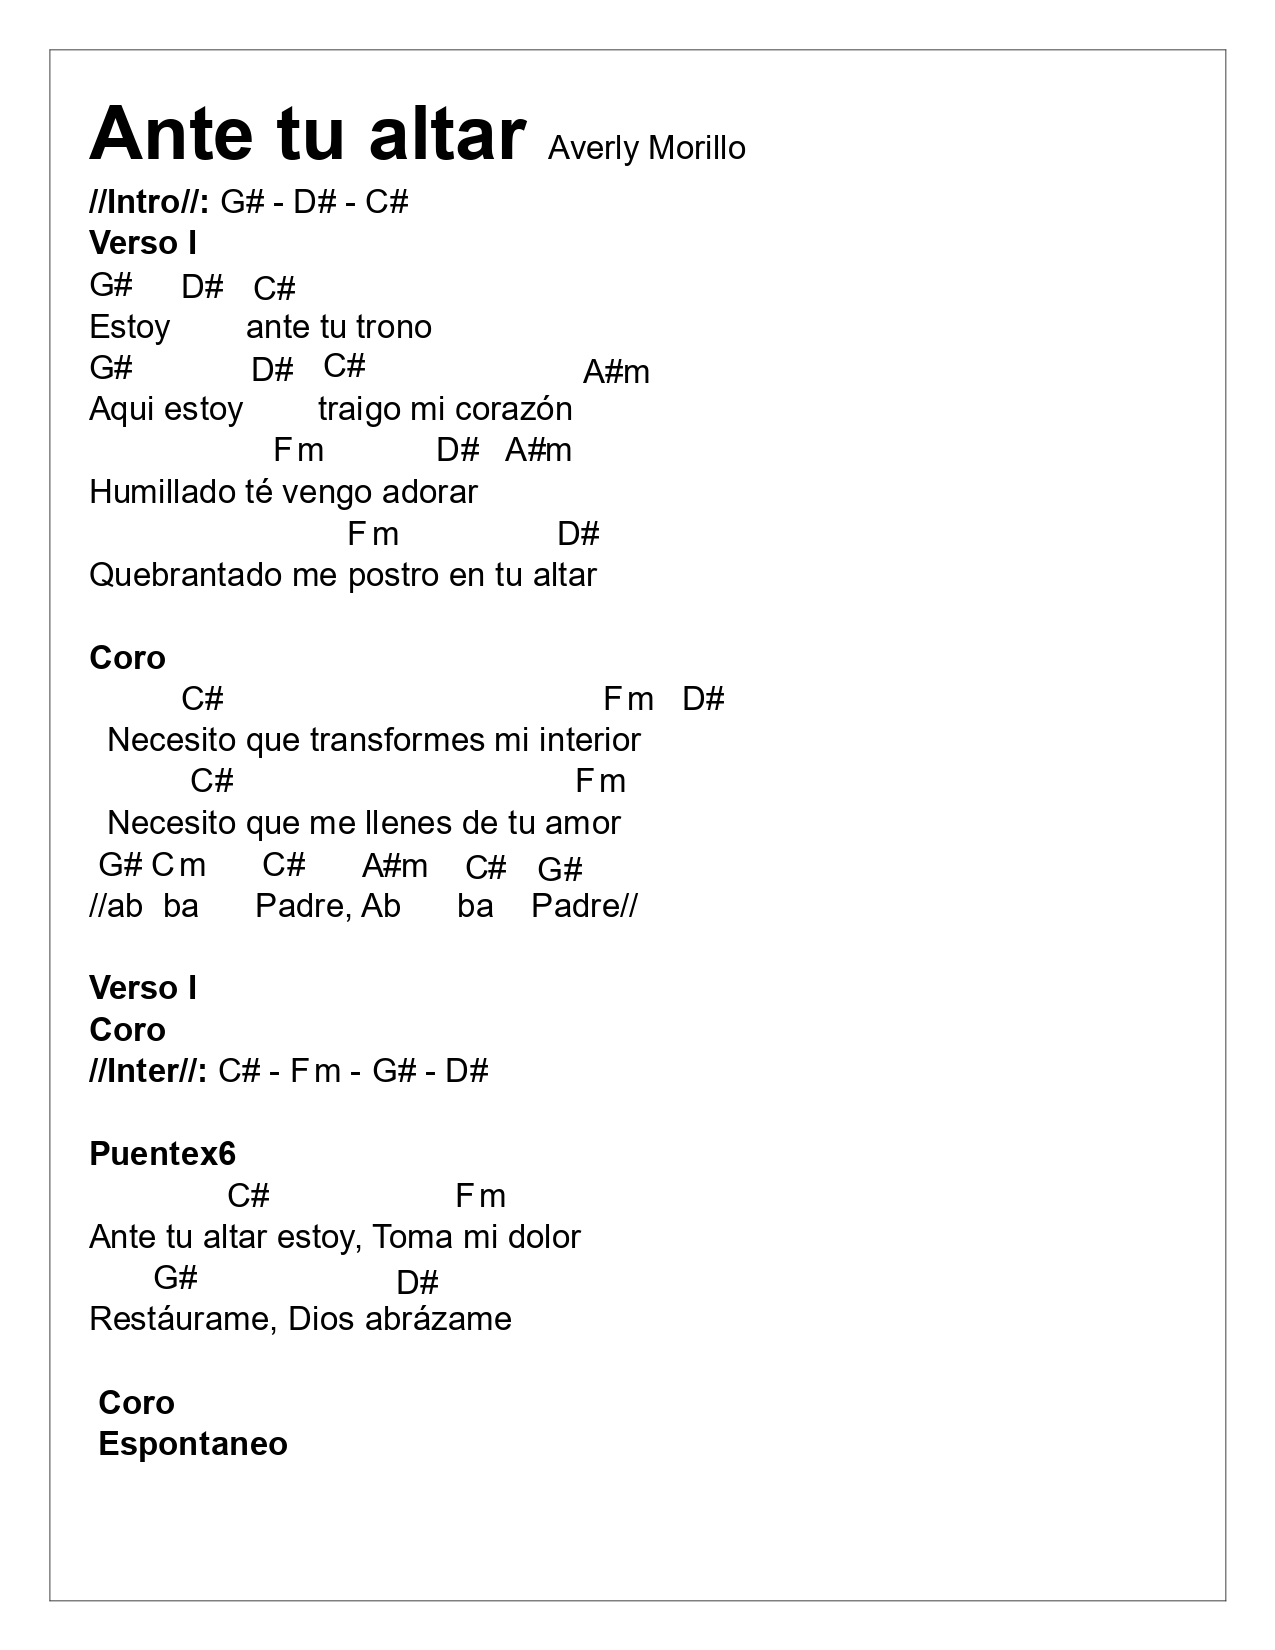 Ante tu altar Averly Morillo
//Intro//: G# - D# - C#
Verso I
G# D# C#
Estoy ante tu trono
G# D# C# A#m
Aqui estoy traigo mi corazón
Fm D# A#m
Humillado té vengo adorar
Fm D#
Quebrantado me postro en tu altar
Coro
C# Fm D#
Necesito que transformes mi interior
C# Fm
Necesito que me llenes de tu amor
G# Cm C# A#m C# G#
//ab ba Padre, Ab ba Padre//
Verso I
Coro
//Inter//: C# - Fm - G# - D#
Puentex6
C# Fm
Ante tu altar estoy, Toma mi dolor
G# D#
Restáurame, Dios abrázame
Coro
Espontaneo